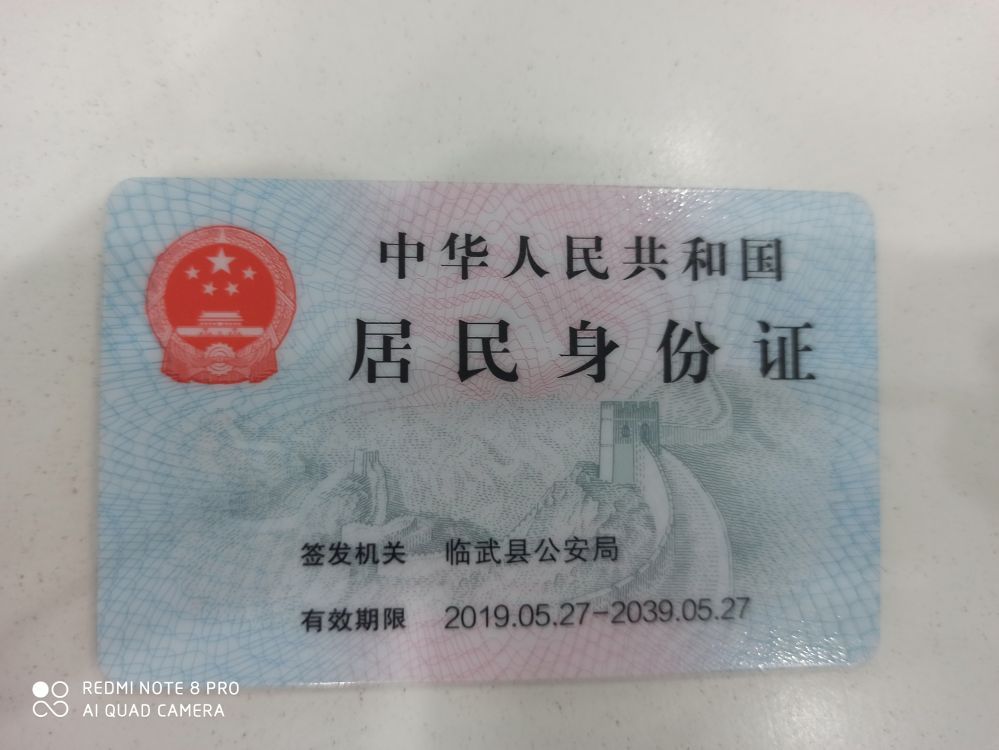 中华人民共和国
居民身份证
签发机关 临武县公安局
有效期限 2019.05.27-2039.05.27
REDMI NOTE 8 PRO
AI QUAD CAMERA